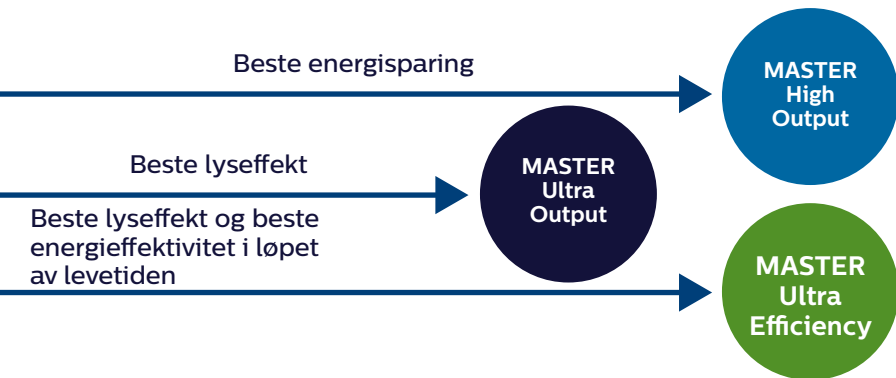 Beste energisparing
MASTER
High
Output
Beste lyseffekt
MASTER
Ultra
Output
Beste lyseffekt og beste
energieffektivitet i løpet
av levetiden
MASTER
Ultra
Efficiency